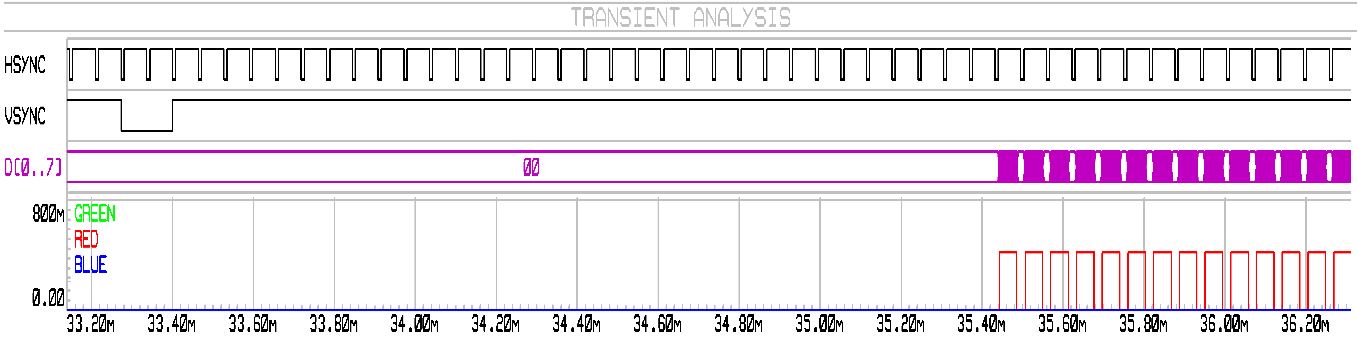 TRANSIENT ANALYSIS
HSYNC
VSYNC
D[0..7]
00
800m
GREEN
RED
BLUE
0.00
33.20m 33.40m 33.60m 33.80m 34.00m 34.20m 34.40m 34.60m 34.80m 35.00m 35.20m 35.40m 35.60m 35.80m 36.00m 36.20m